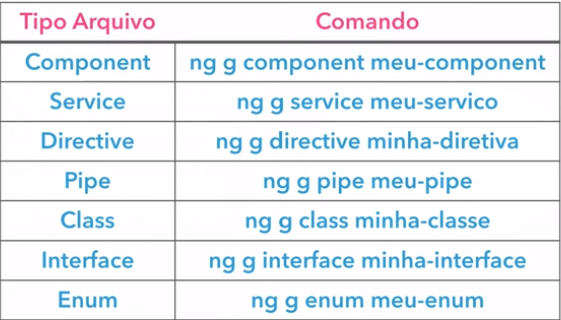 Tipo Arquivo Comando
Component ng g component meu-component
Service ng g service meu-servico
Directive ng g directive minha-diretiva
Pipe ng g pipe meu-pipe
Class ng g class minha-classe
Interface ng g interface minha-interface
Enum ng g enum meu-enum